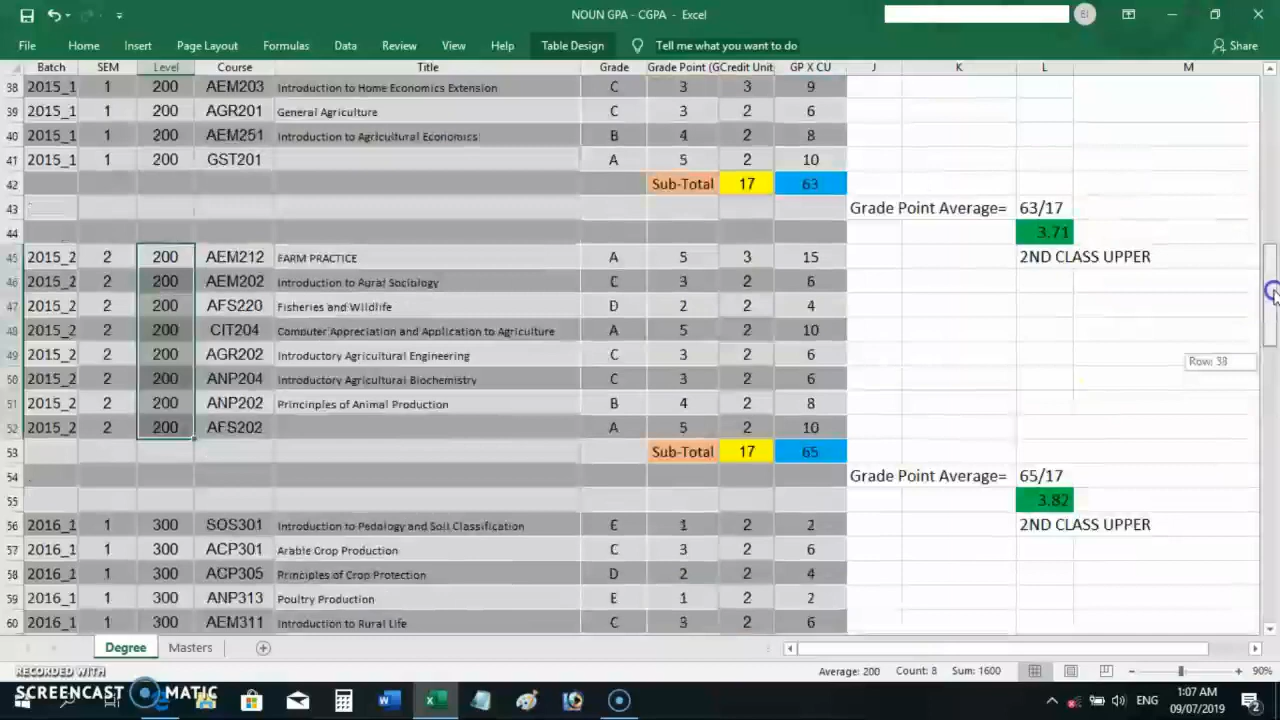 NOUN GPA - CGPA - Excel
BI
File Home Insert Page Layout Formulas Data Review View Help Table Design Tell me what you want to do Share
Batch SEM Level Course Title Grade Grade Point (G Credit Unit GP X CU J K L M
38 2015_1 1 200 AEM203 Introduction to Home Economics Extension C 3 3 9
39 2015_1 1 200 AGR201 General Agriculture C 3 2 6
40 2015_1 1 200 AEM251 Introduction to Agricultural Economics B 4 2 8
41 2015_1 1 200 GST201 A 5 2 10
42 Sub-Total 17 63
43 Grade Point Average= 63/17
44 3.71
45 2015_2 2 200 AEM212 FARM PRACTICE A 5 3 15 2ND CLASS UPPER
46 2015_2 2 200 AEM202 Introduction to Agral Sociology C 3 2 6
47 2015_2 2 200 AFS220 Fisheries and Wildlife D 2 2 4
48 2015_2 2 200 CIT204 Computer Appreciation and Application to Agriculture A 5 2 10
49 2015_2 2 200 AGR202 Introductory Agricultural Engineering C 3 2 6
Row: 38
50 2015_2 2 200 ANP204 Introductory Agricultural Biochemistry C 3 2 6
51 2015_2 2 200 ANP202 Princinples of Animal Production B 4 2 8
52 2015_2 2 200 AFS202 A 5 2 10
53 Sub-Total 17 65
54 Grade Point Average= 65/17
55 3.82
56 2016_1 1 300 SOS301 Introduction to Pedology and Soil Classification E 1 2 2 2ND CLASS UPPER
57 2016_1 1 300 ACP301 Arable Crop Production C 3 2 6
58 2016_1 1 300 ACP305 Principles of Crop Protection D 2 2 4
59 2016_1 1 300 ANP313 Poultry Production E 1 2 2
60 2016_1 1 300 AEM311 Introduction to Rural Life C 3 2 6
Degree Masters
RECORDED WITH
Average: 200 Count: 8 Sum: 1600 90%
SCREENCAST MATIC
ENG
1:07 AM
09/07/2019
2